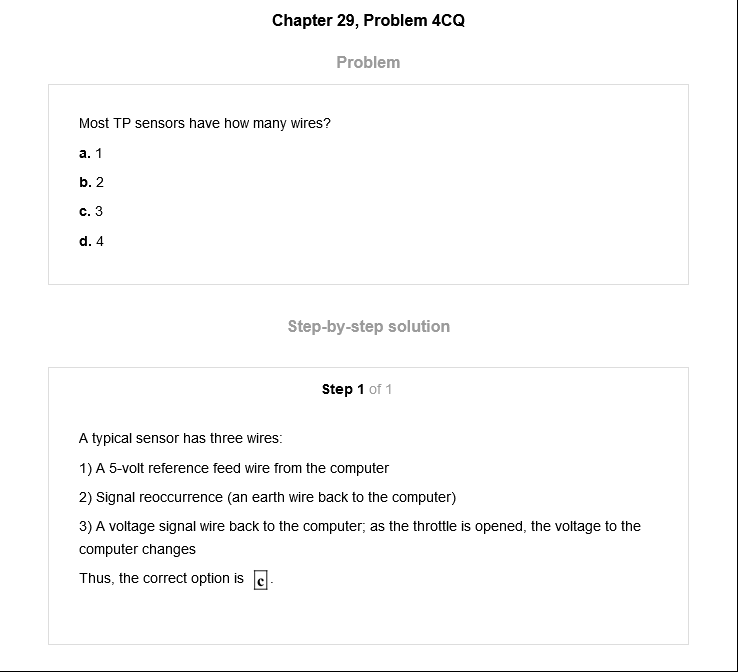 Chapter 29, Problem 4CQ
Problem
Most TP sensors have how many wires?
a. 1
b. 2
c. 3
d. 4
Step-by-step solution
Step 1 of 1
A typical sensor has three wires:
1) A 5-volt reference feed wire from the computer
2) Signal reoccurrence (an earth wire back to the computer)
3) A voltage signal wire back to the computer; as the throttle is opened, the voltage to the
computer changes
Thus, the correct option is c.